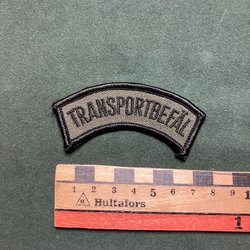 TRANSPORTBEFÄL
1 2 3 4 5 6 7 8 9 1
Hultafors